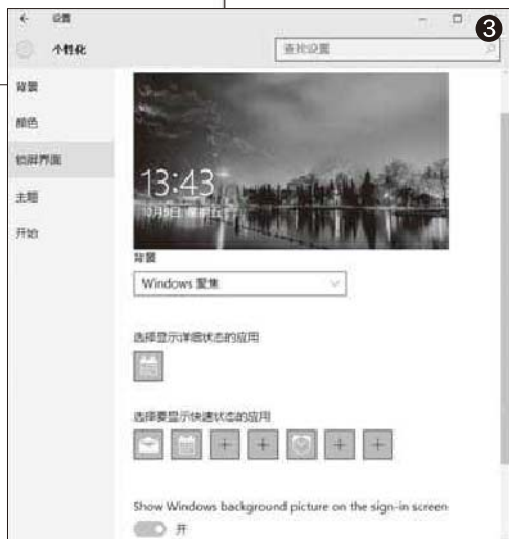 设置
❸
个性化
查找设置
背景
颜色
锁屏界面
主题
开始
13:43
背景
Windows 聚焦
选择显示详细状态的应用
选择要显示快速状态的应用
Show Windows background picture on the sign-in screen
开